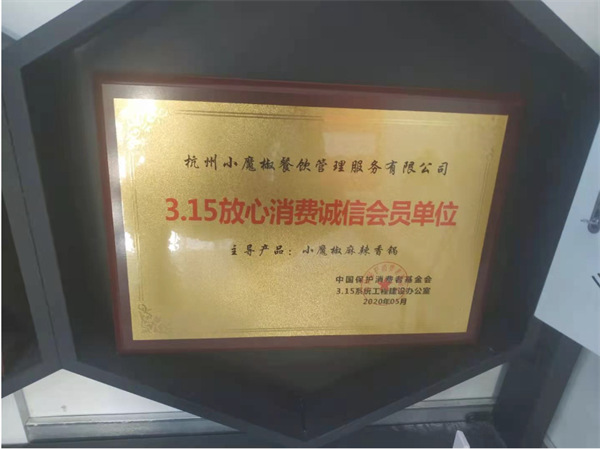 杭州小魔椒餐饮管理服务有限公司
3.15放心消费诚信会员单位
主导产品：小魔椒麻辣香锅
中国保护消费者基金会
3.15系统工程建设办公室
2020年05月